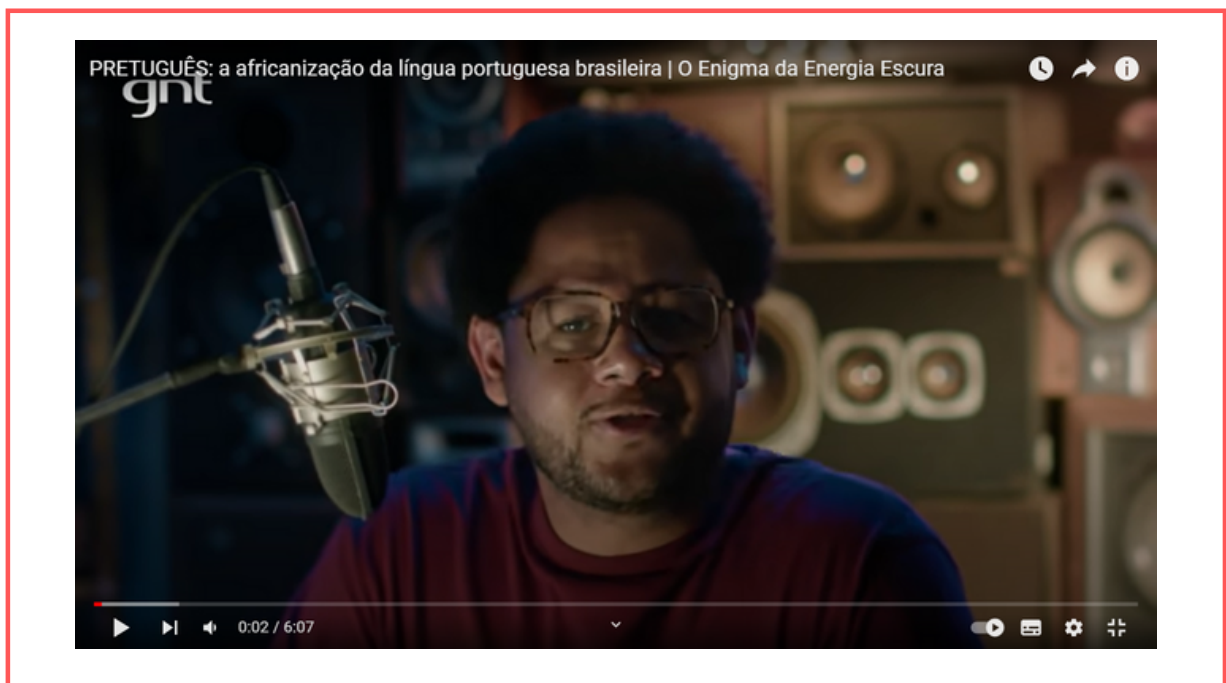 PRETUGUÊS: a africanização da língua portuguesa brasileira | O Enigma da Energia Escura
gnt
0:02 / 6:07